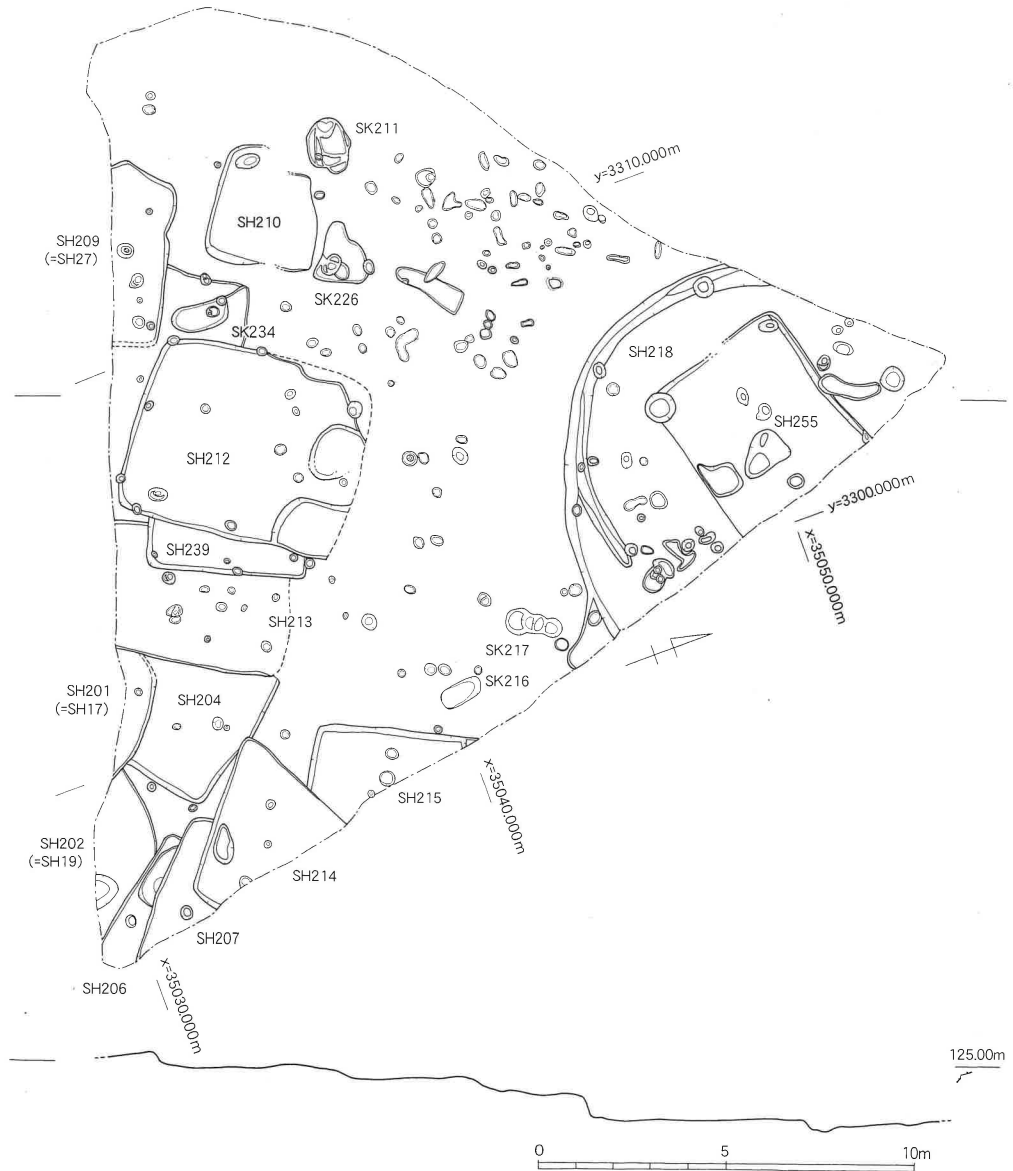 SK211
y=3310.000m
SH210
SH209
(=SH27)
SK226
SK234
SH218
SH255
SH212
y=3300.000m
x=35050.000m
SH239
SH213
SK217
SK216
SH201
(=SH17)
SH204
x=35040.000m
SH215
SH202
(=SH19)
SH214
SH207
SH206
x=35030.000m
125.00m
0 5 10m